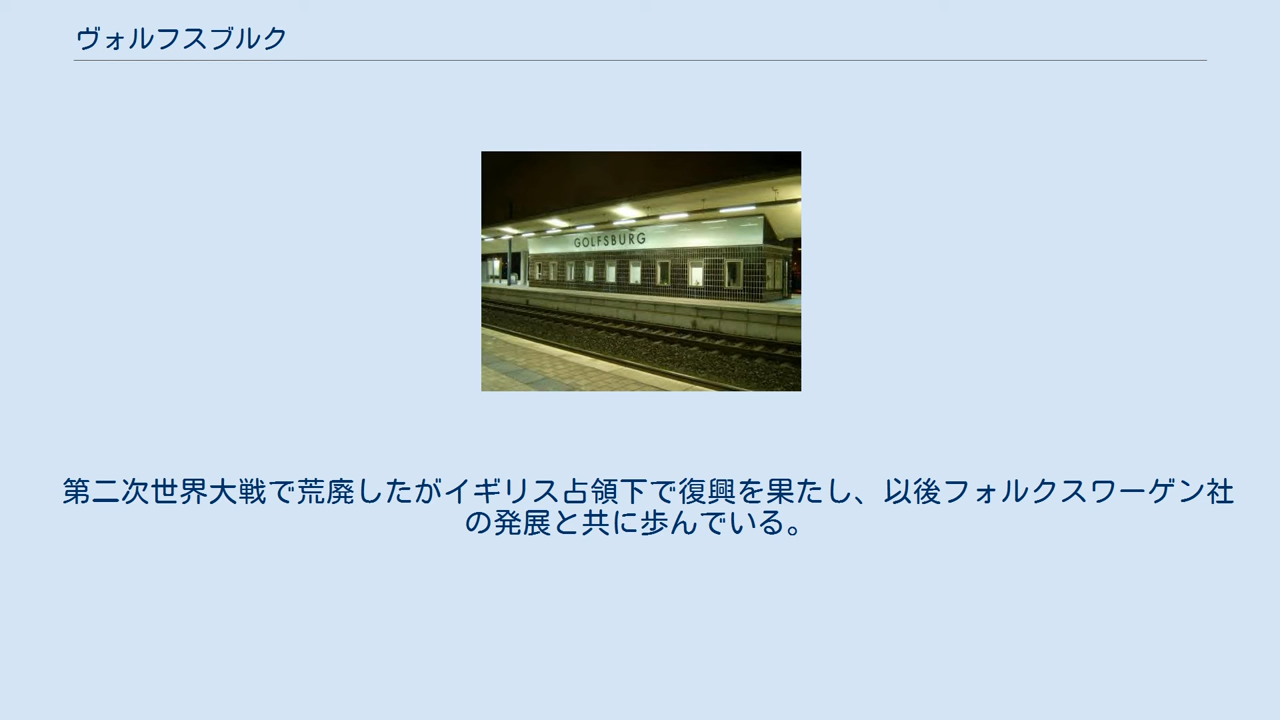 ヴォルフスブルク
GOLFSBURG
第二次世界大戦で荒廃したがイギリス占領下で復興を果たし、以後フォルクスワーゲン社
の発展と共に歩んでいる。